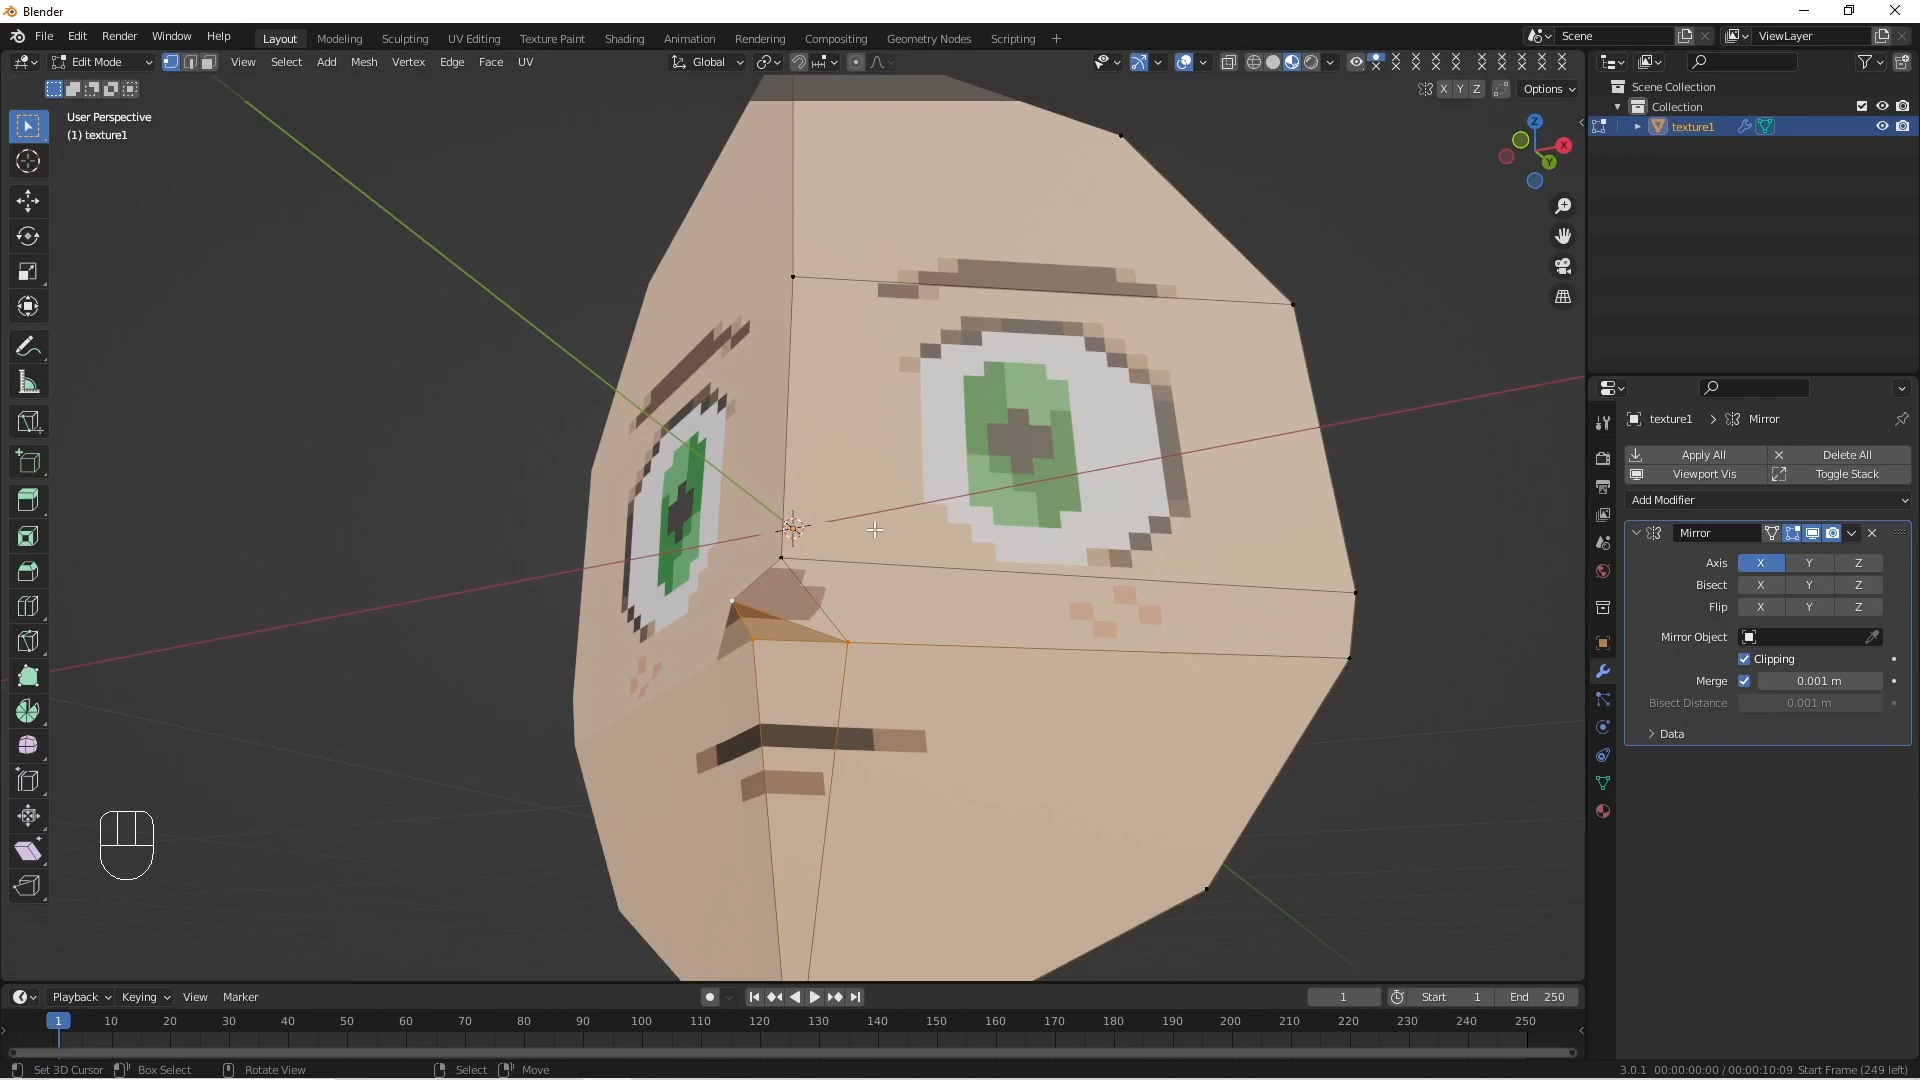 Blender
File Edit Render Window Help
Layout Modeling Sculpting UV Editing Texture Paint Shading Animation Rendering Compositing Geometry Nodes Scripting +
Scene
ViewLayer
Edit Mode View Select Add Mesh Vertex Edge Face UV
Global
X Y Z Options
User Perspective
(1) texture1
Z
X
Y
Scene Collection
Collection
texture1
texture1 > Mirror
Apply All Delete All
Viewport Vis Toggle Stack
Add Modifier
Mirror
Axis X Y Z
Bisect X Y Z
Flip X Y Z
Mirror Object
Clipping
Merge 0.001 m
Bisect Distance 0.001 m
Data
Playback Keying View Marker
1 Start 1 End 250
1 10 20 30 40 50 60 70 80 90 100 110 120 130 140 150 160 170 180 190 200 210 220 230 240 250
Set 3D Cursor Box Select Rotate View Select Move
3.0.1 00:00:00:00 / 00:00:10:09 Start Frame (249 left)